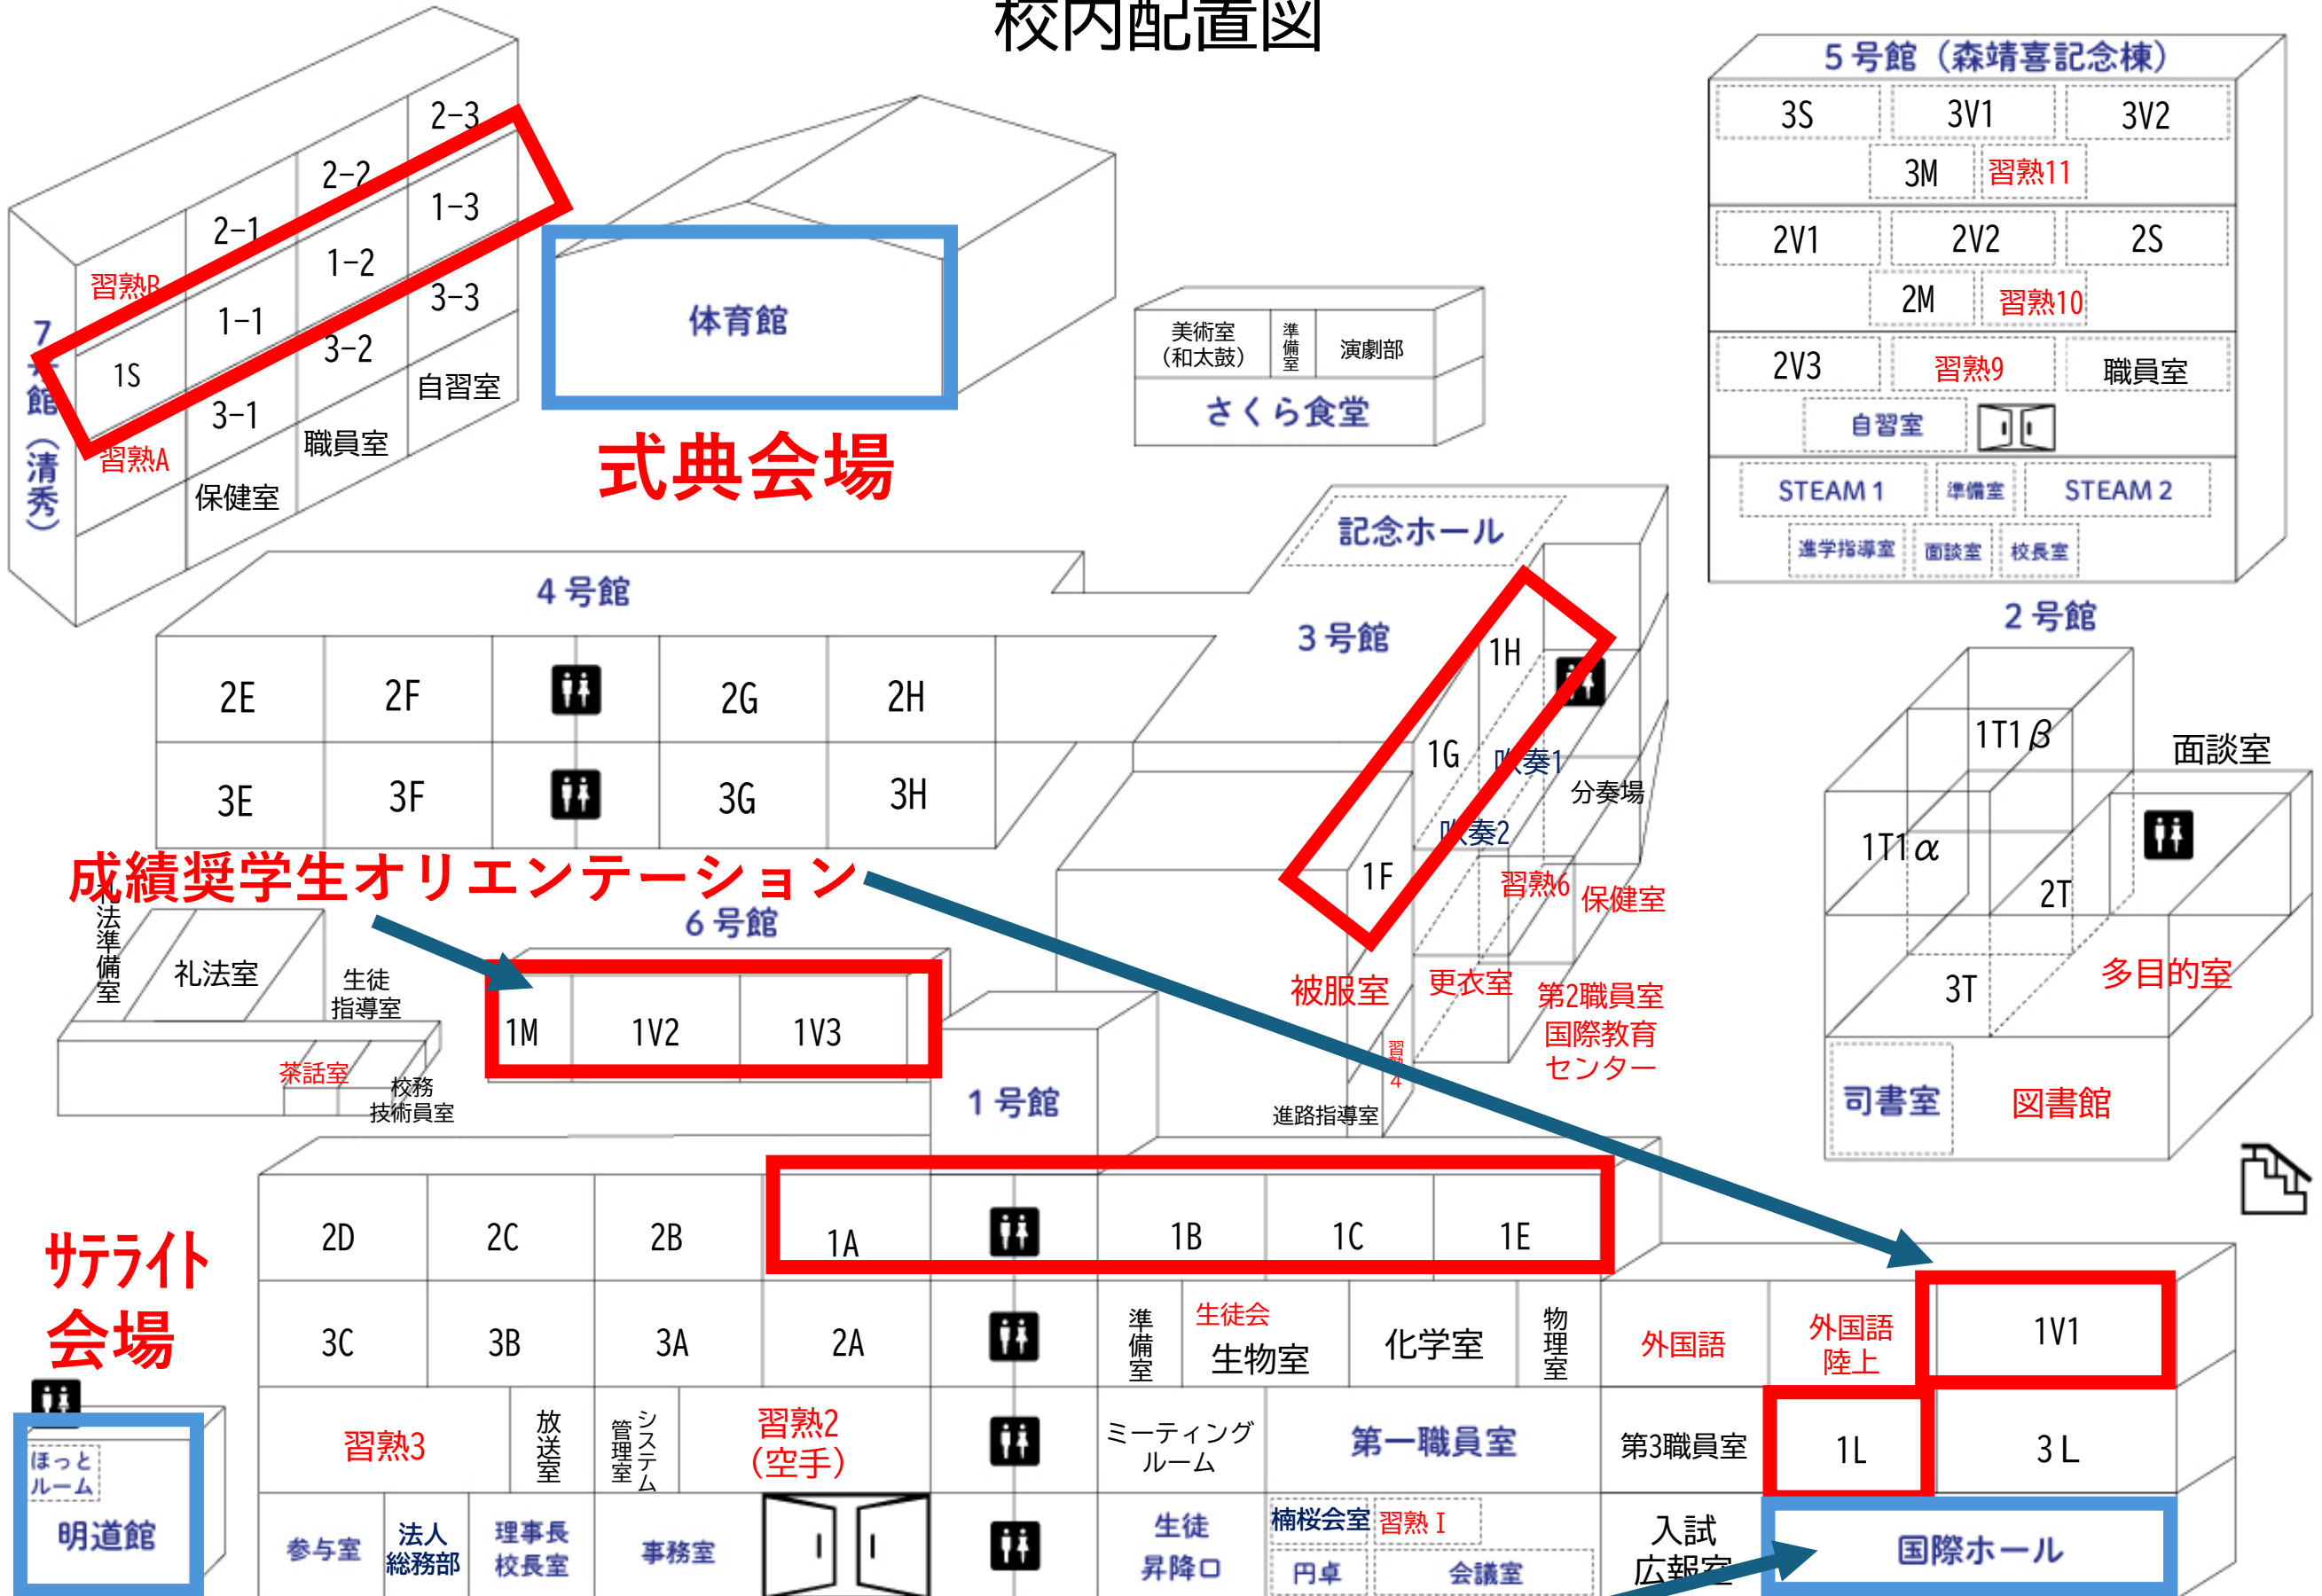 校内配置図
5号館（森靖喜記念棟）
3S 3V1 3V2
3M 習熟11
2V1 2V2 2S
2M 習熟10
2V3 習熟9 職員室
自習室
STEAM 1 準備室 STEAM 2
進学指導室 面談室 校長室
7号館（清秀）
2-3
2-2
2-1
習熟B
1-3
1-2
1-1
1S
3-3
3-2
3-1
習熟A
自習室
職員室
保健室
体育館
式典会場
美術室
（和太鼓）
準備室
演劇部
さくら食堂
記念ホール
4号館
3号館
2E 2F 2G 2H
3E 3F 3G 3H
1H
1G
1F
吹奏1
吹奏2
分奏場
習熟6
保健室
被服室
更衣室
第2職員室
国際教育
センター
習熟4
進路指導室
2号館
1T1β
面談室
1T1α
2T
3T
多目的室
司書室
図書館
成績奨学生オリエンテーション
礼法準備室
礼法室
生徒
指導室
茶話室
校務
技術員室
6号館
1M 1V2 1V3
1号館
2D 2C 2B 1A 1B 1C 1E
3C 3B 3A 2A
準備室
生徒会
生物室
化学室
物理室
外国語
外国語
陸上
1V1
サテライト
会場
習熟3
放送室
システム
管理室
習熟2
（空手）
ミーティング
ルーム
第一職員室
第3職員室
1L
3L
ほっと
ルーム
明道館
参与室
法人
総務部
理事長
校長室
事務室
生徒
昇降口
楠桜会室
習熟I
円卓
会議室
入試
広報室
国際ホール